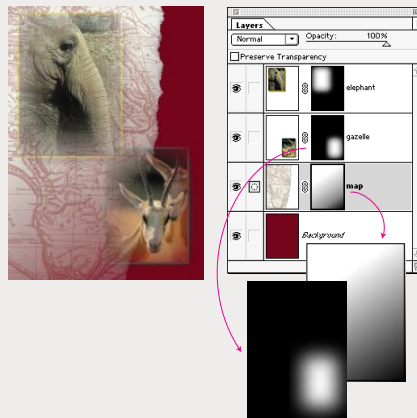 Layers
Normal Opacity: 100%
Preserve Transparency
elephant
gazelle
map
Background